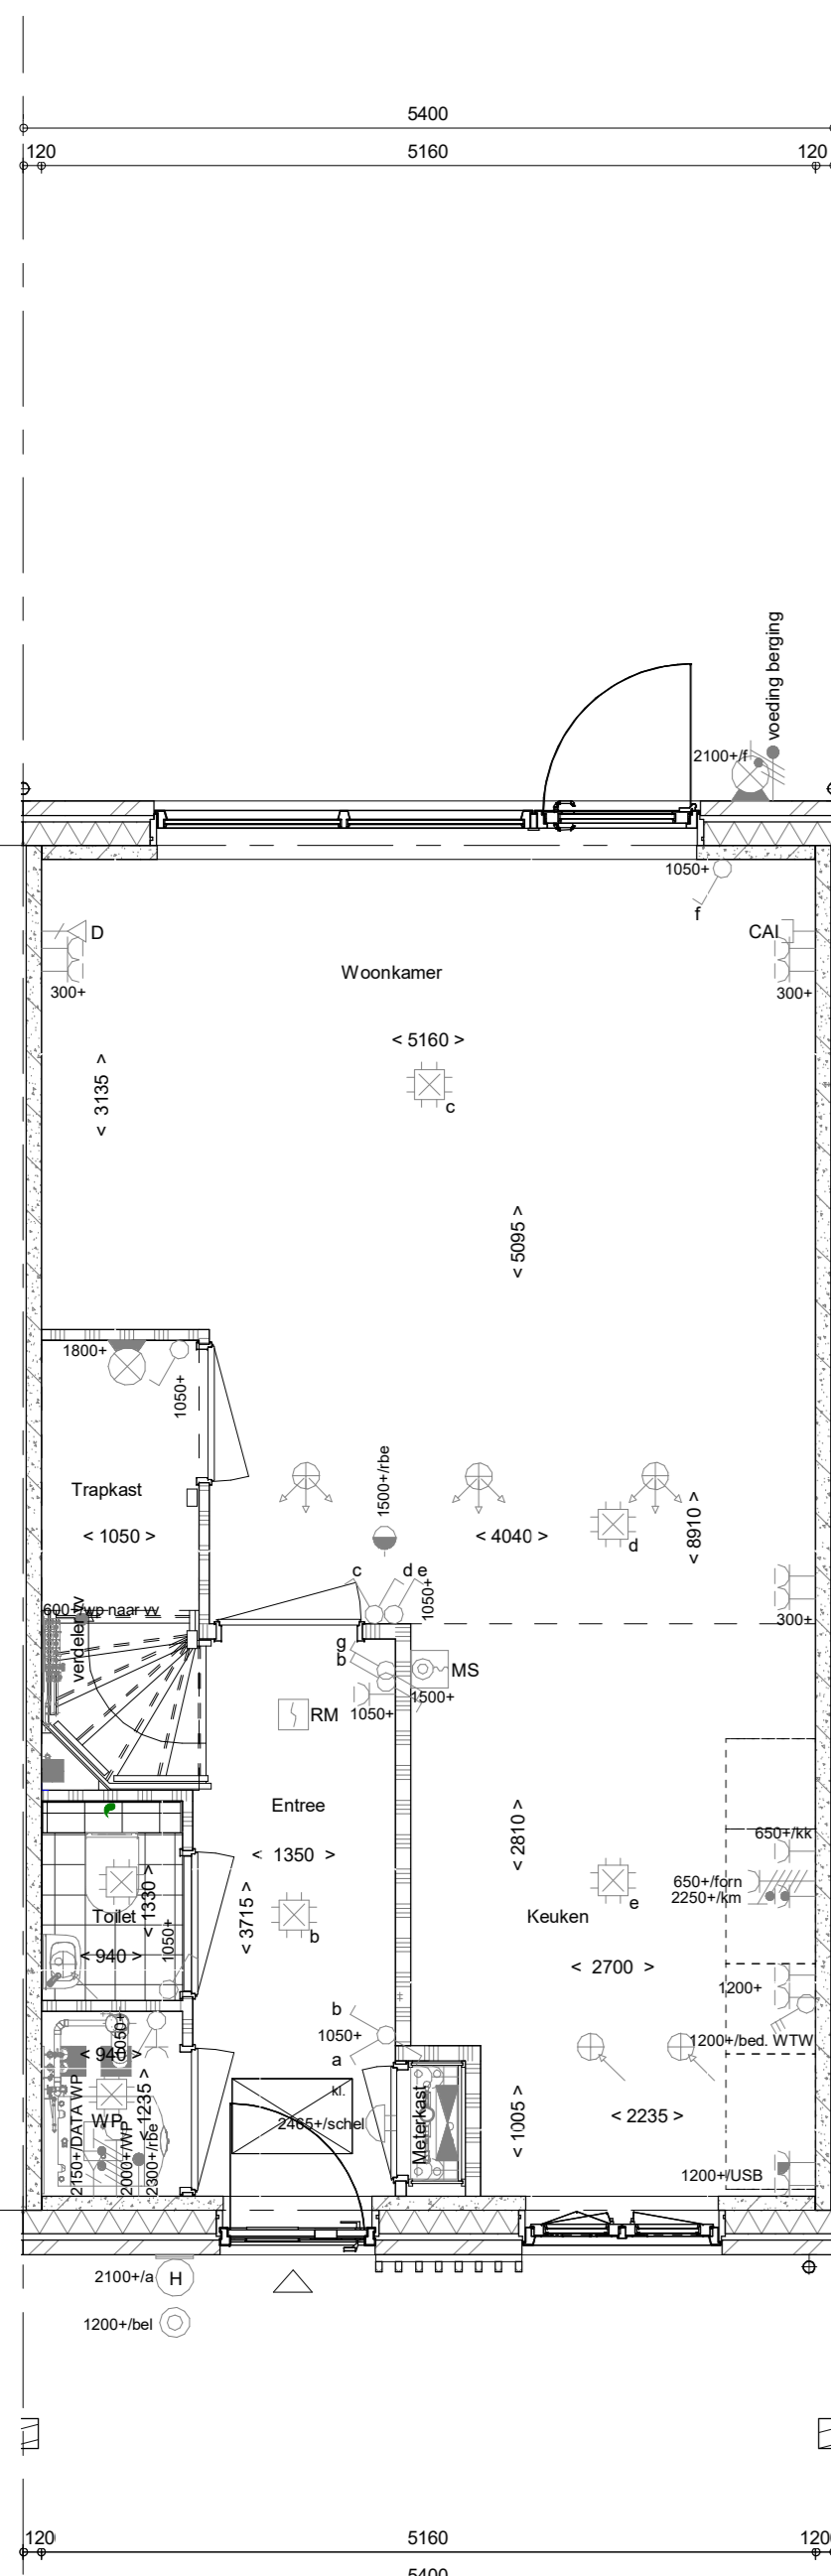 5400
120
5160
120
voeding berging
2100+/f
1050+
f
D
CAI
300+
300+
Woonkamer
< 5160 >
c
< 3135 >
< 5095 >
1800+
1050+
Trapkast
< 1050 >
1500+/rbe
< 4040 >
d
< 8910 >
c
d e
1050+
300+
600+/wp naar vv
verdeler vv
g
b
MS
1500+
1050+
RM
Entree
< 1350 >
< 2810 >
650+/kk
650+/forn
2250+/km
< 1330 >
Toilet
< 3715 >
b
e
Keuken
1050+
< 940 >
< 2700 >
1200+
b
1050+
a
1050+
< 940 >
1200+/bed. WTW
kl.
2465+/schel
Meterkast
< 1235 >
WP
2150+/DATA WP
2000+/WP
2300+/rbe
< 1005 >
< 2235 >
1200+/USB
2100+/a
H
1200+/bel
120
5160
120
5400